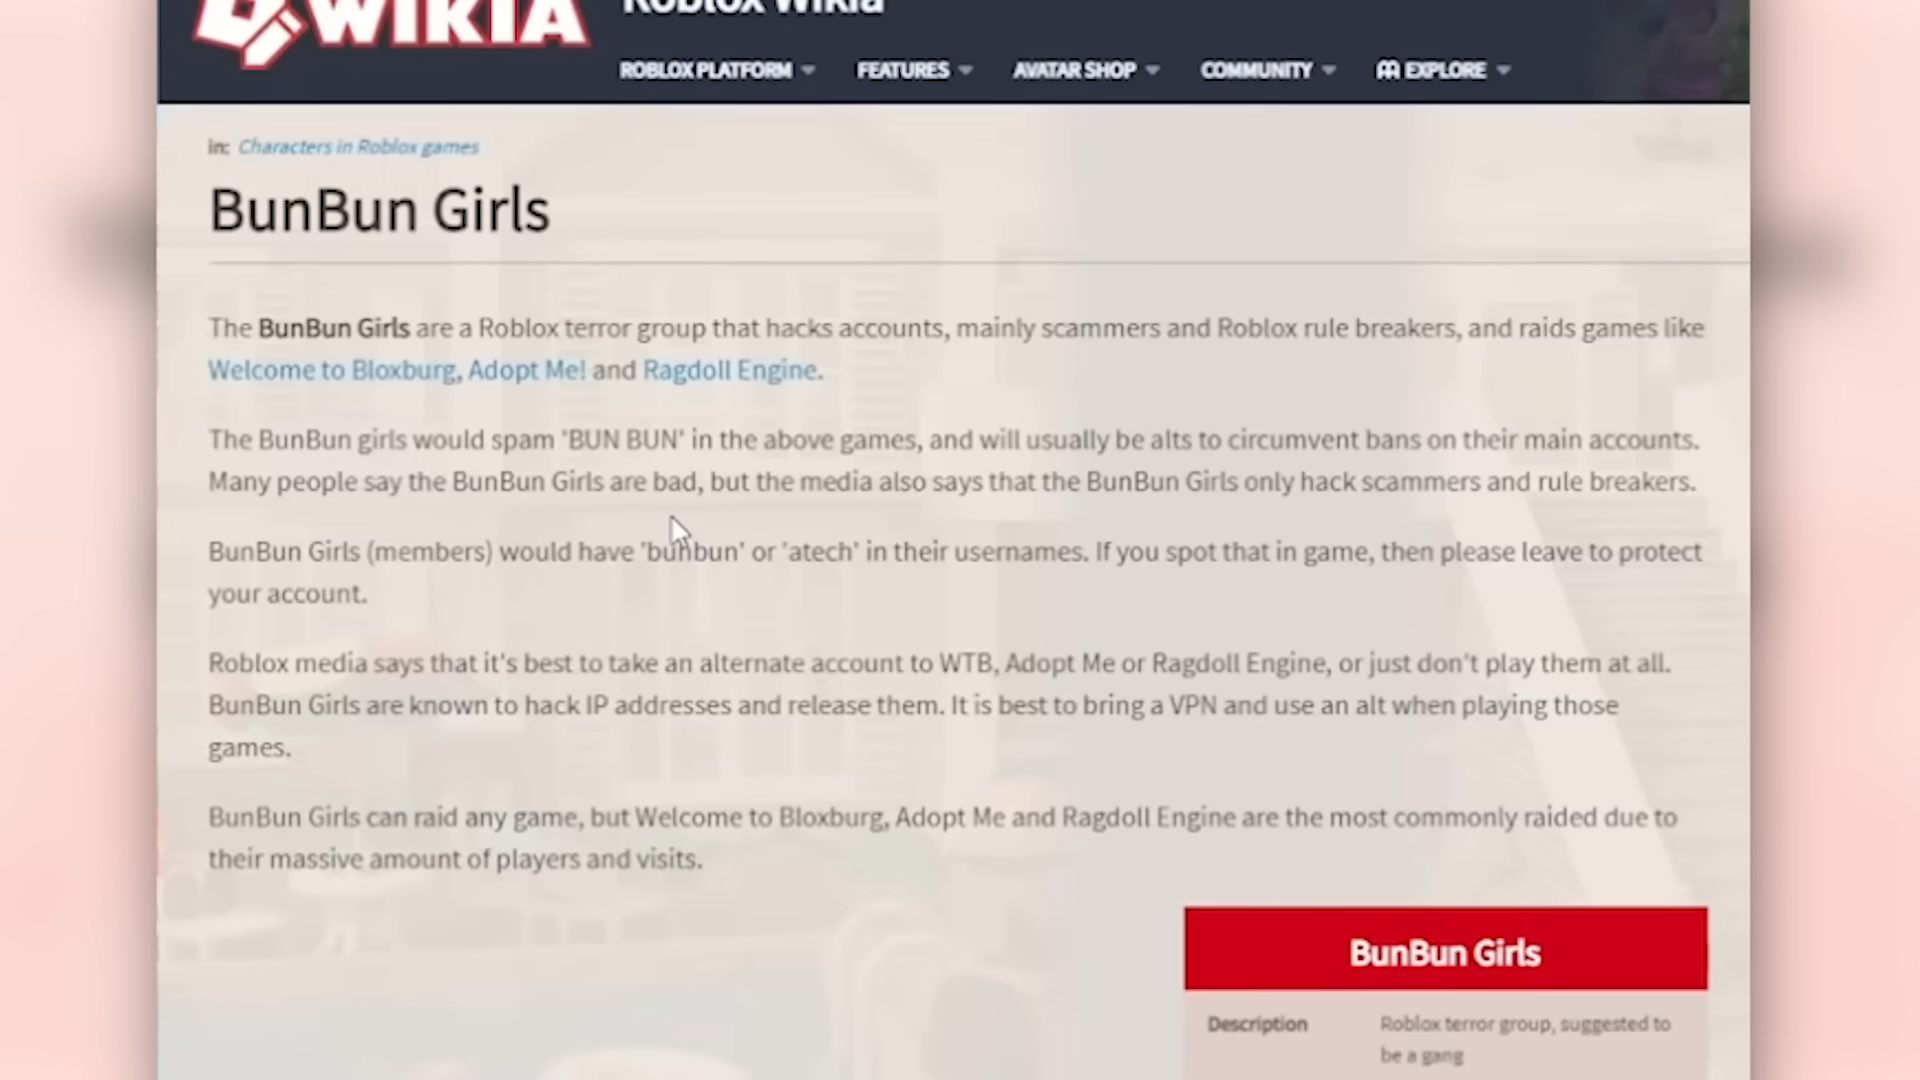 WIKIA
Roblox Wikia
ROBLOX PLATFORM
FEATURES
AVATAR SHOP
COMMUNITY
EXPLORE
in: Characters in Roblox games
BunBun Girls
The BunBun Girls are a Roblox terror group that hacks accounts, mainly scammers and Roblox rule breakers, and raids games like
Welcome to Bloxburg, Adopt Me! and Ragdoll Engine.
The BunBun girls would spam 'BUN BUN' in the above games, and will usually be alts to circumvent bans on their main accounts.
Many people say the BunBun Girls are bad, but the media also says that the BunBun Girls only hack scammers and rule breakers.
BunBun Girls (members) would have 'bunbun' or 'atech' in their usernames. If you spot that in game, then please leave to protect
your account.
Roblox media says that it's best to take an alternate account to WTB, Adopt Me or Ragdoll Engine, or just don't play them at all.
BunBun Girls are known to hack IP addresses and release them. It is best to bring a VPN and use an alt when playing those
games.
BunBun Girls can raid any game, but Welcome to Bloxburg, Adopt Me and Ragdoll Engine are the most commonly raided due to
their massive amount of players and visits.
BunBun Girls
Description
Roblox terror group, suggested to
be a gang